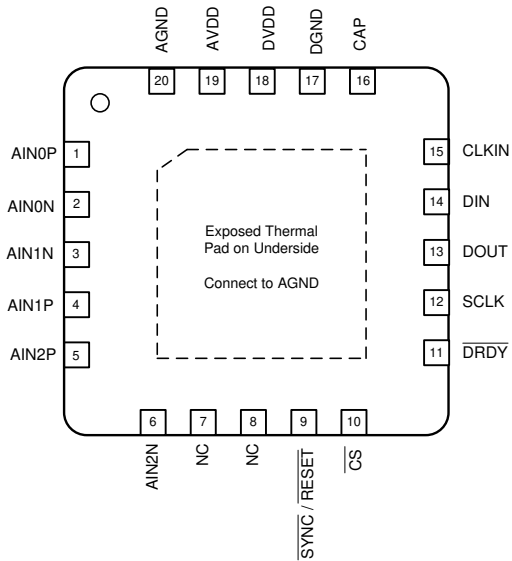 AGND
AVDD
DVDD
DGND
CAP
20
19
18
17
16
AIN0P 1
15 CLKIN
AIN0N 2
14 DIN
AIN1N 3
13 DOUT
AIN1P 4
12 SCLK
AIN2P 5
11 DRDY
Exposed Thermal
Pad on Underside
Connect to AGND
6
7
8
9
10
AIN2N
NC
NC
SYNC / RESET
CS